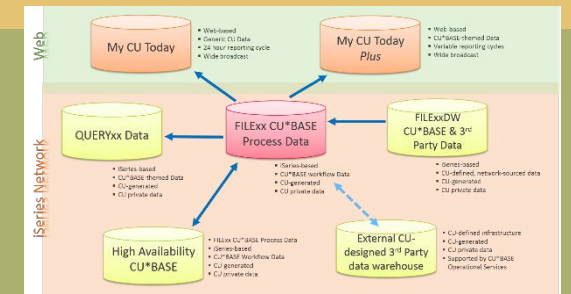 Web
My CU Today
• Web-based
• Generic CU Data
• 24 hour reporting cycle
• Wide broadcast
My CU Today
Plus
• Web-based
• CU*BASE-themed Data
• Variable reporting cycles
• Wide broadcast
iSeries Network
QUERYxx Data
• iSeries-based
• CU*BASE-themed Data
• CU-generated
• CU private data
FILExx CU*BASE
Process Data
• iSeries-based
• CU*BASE workflow Data
• CU-generated
• CU private data
FILExxDW
CU*BASE & 3rd
Party Data
• iSeries-based
• CU-defined, network-sourced data
• CU-generated
• CU private data
High Availability
CU*BASE
• FILExx CU*BASE Process Data
• iSeries-based
• CU*BASE Workflow Data
• CU-generated
• CU private data
External CU-
designed 3rd Party
data warehouse
• CU-defined infrastructure
• CU-generated
• CU private data
• Supported by CU*BASE
Operational Services